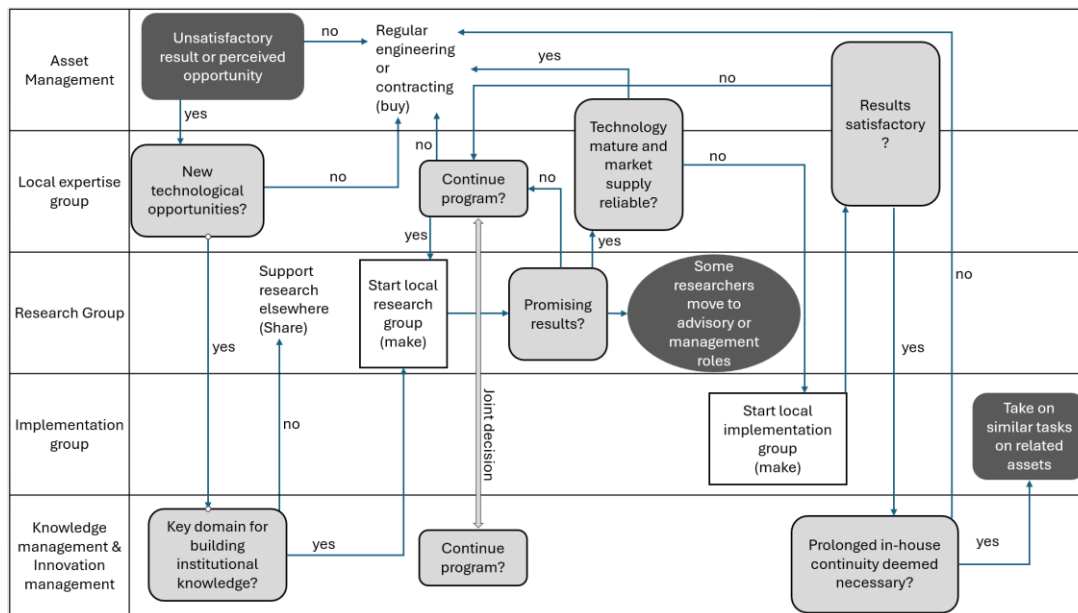 Asset
Management
Unsatisfactory
result or perceived
opportunity
no
yes
Regular
engineering
or
contracting
(buy)
yes
no
Results
satisfactory
?
Local expertise
group
New
technological
opportunities?
no
no
Continue
program?
no
yes
Technology
mature and
market
supply
reliable?
no
yes
Research Group
yes
Support
research
elsewhere
(Share)
Start local
research
group
(make)
Promising
results?
Some
researchers
move to
advisory or
management
roles
no
yes
Implementation
group
no
Joint decision
Start local
implementation
group
(make)
Take on
similar tasks
on related
assets
Knowledge
management &
Innovation
management
Key domain for
building
institutional
knowledge?
yes
Continue
program?
Prolonged in-house
continuity deemed
necessary?
yes